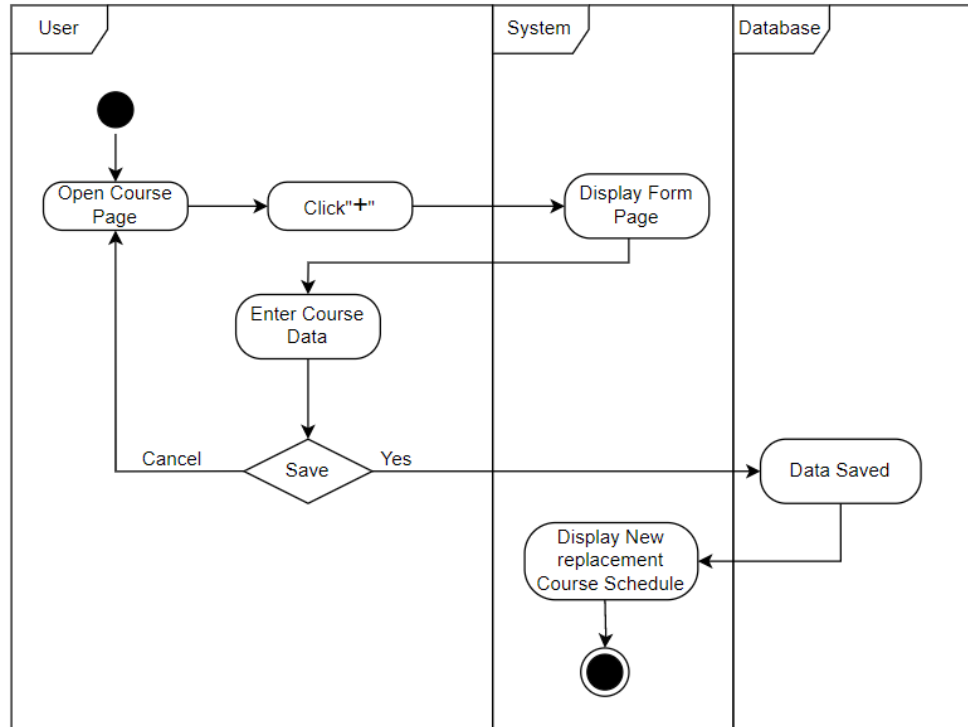 User
System
Database
Open Course
Page
Click"+"
Display Form
Page
Enter Course
Data
Cancel
Save
Yes
Data Saved
Display New
replacement
Course Schedule